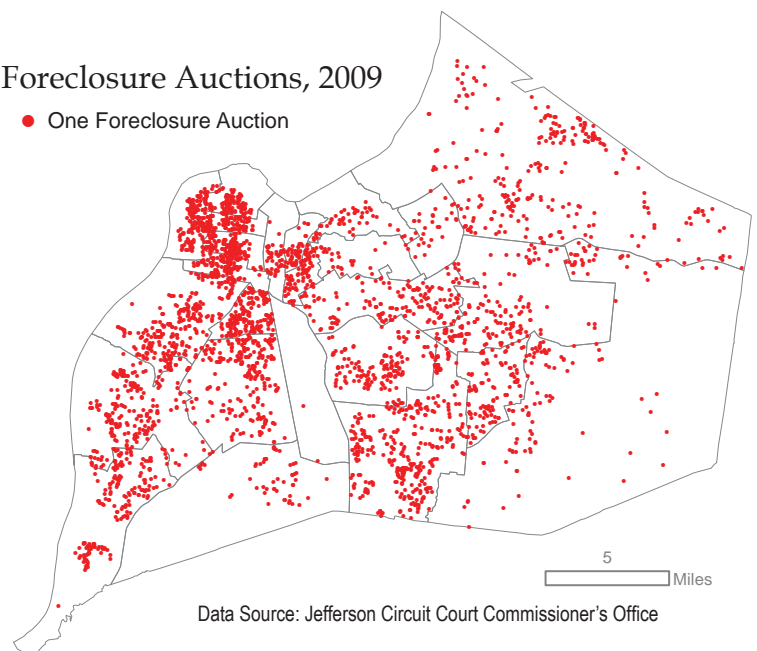 Foreclosure Auctions, 2009
One Foreclosure Auction
5
Miles
Data Source: Jefferson Circuit Court Commissioner's Office